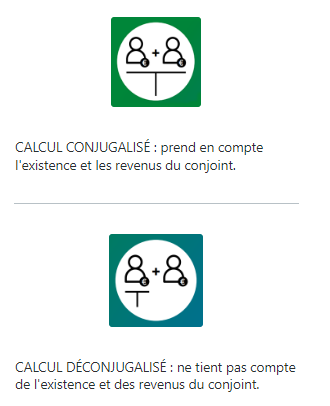 CALCUL CONJUGALISÉ : prend en compte
l'existence et les revenus du conjoint.
CALCUL DÉCONJUGALISÉ : ne tient pas compte
de l'existence et des revenus du conjoint.